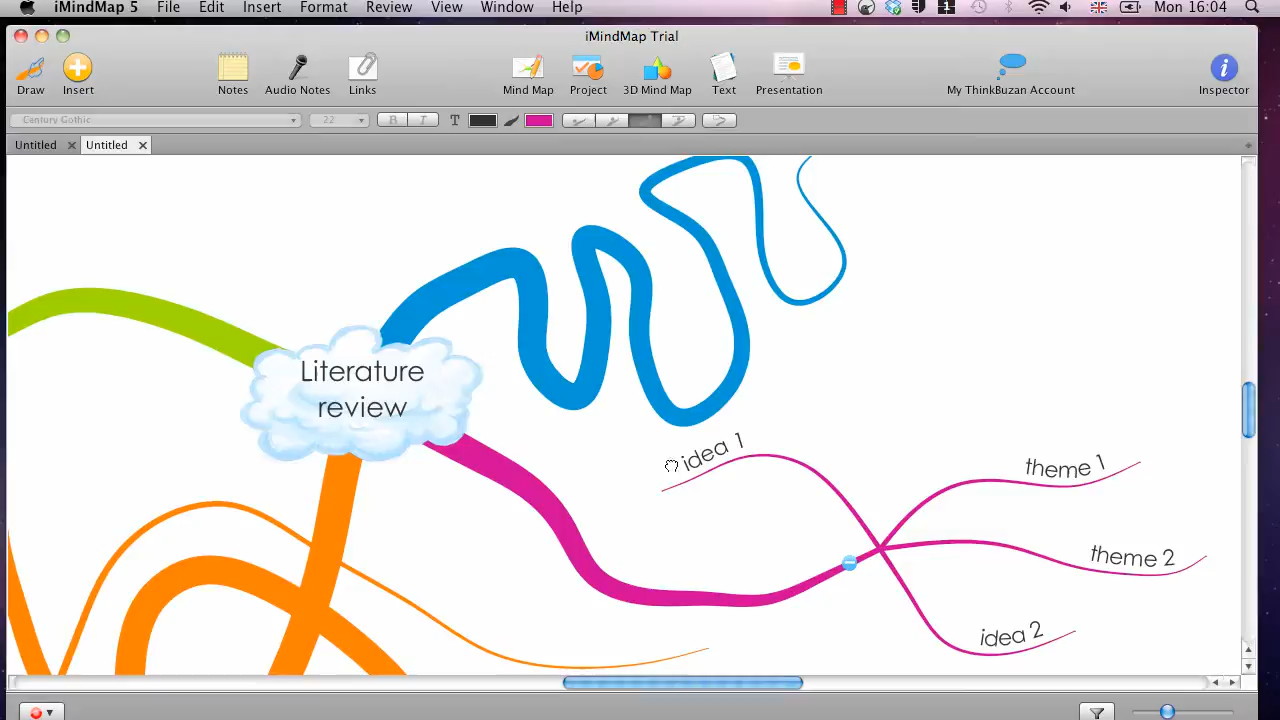 iMindMap 5 File Edit Insert Format Review View Window Help 1 Mon 16:04
iMindMap Trial
Draw Insert Notes Audio Notes Links Mind Map Project 3D Mind Map Text Presentation My ThinkBuzan Account Inspector
Century Gothic 22 B I T
Untitled Untitled
Literature
review
idea 1
theme 1
theme 2
idea 2